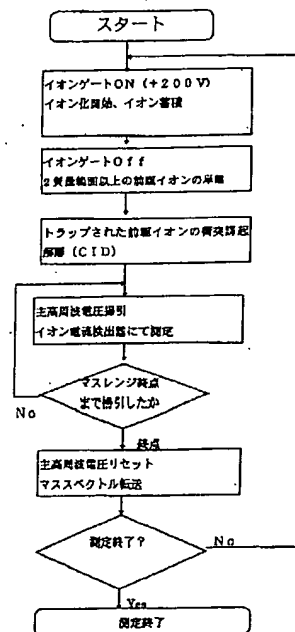 スタート
イオンゲートON (+200V)
イオン化開始、イオン蓄積
イオンゲートOff
2質量範囲以上の前駆イオンの単離
トラップされた前駆イオンの衝突誘起
解離 (CID)
主高周波電圧掃引
イオン電流検出器にて測定
マスレンジ終点
まで掃引したか
No
終点
主高周波電圧リセット
マススペクトル転送
測定終了?
No
Yes
測定終了